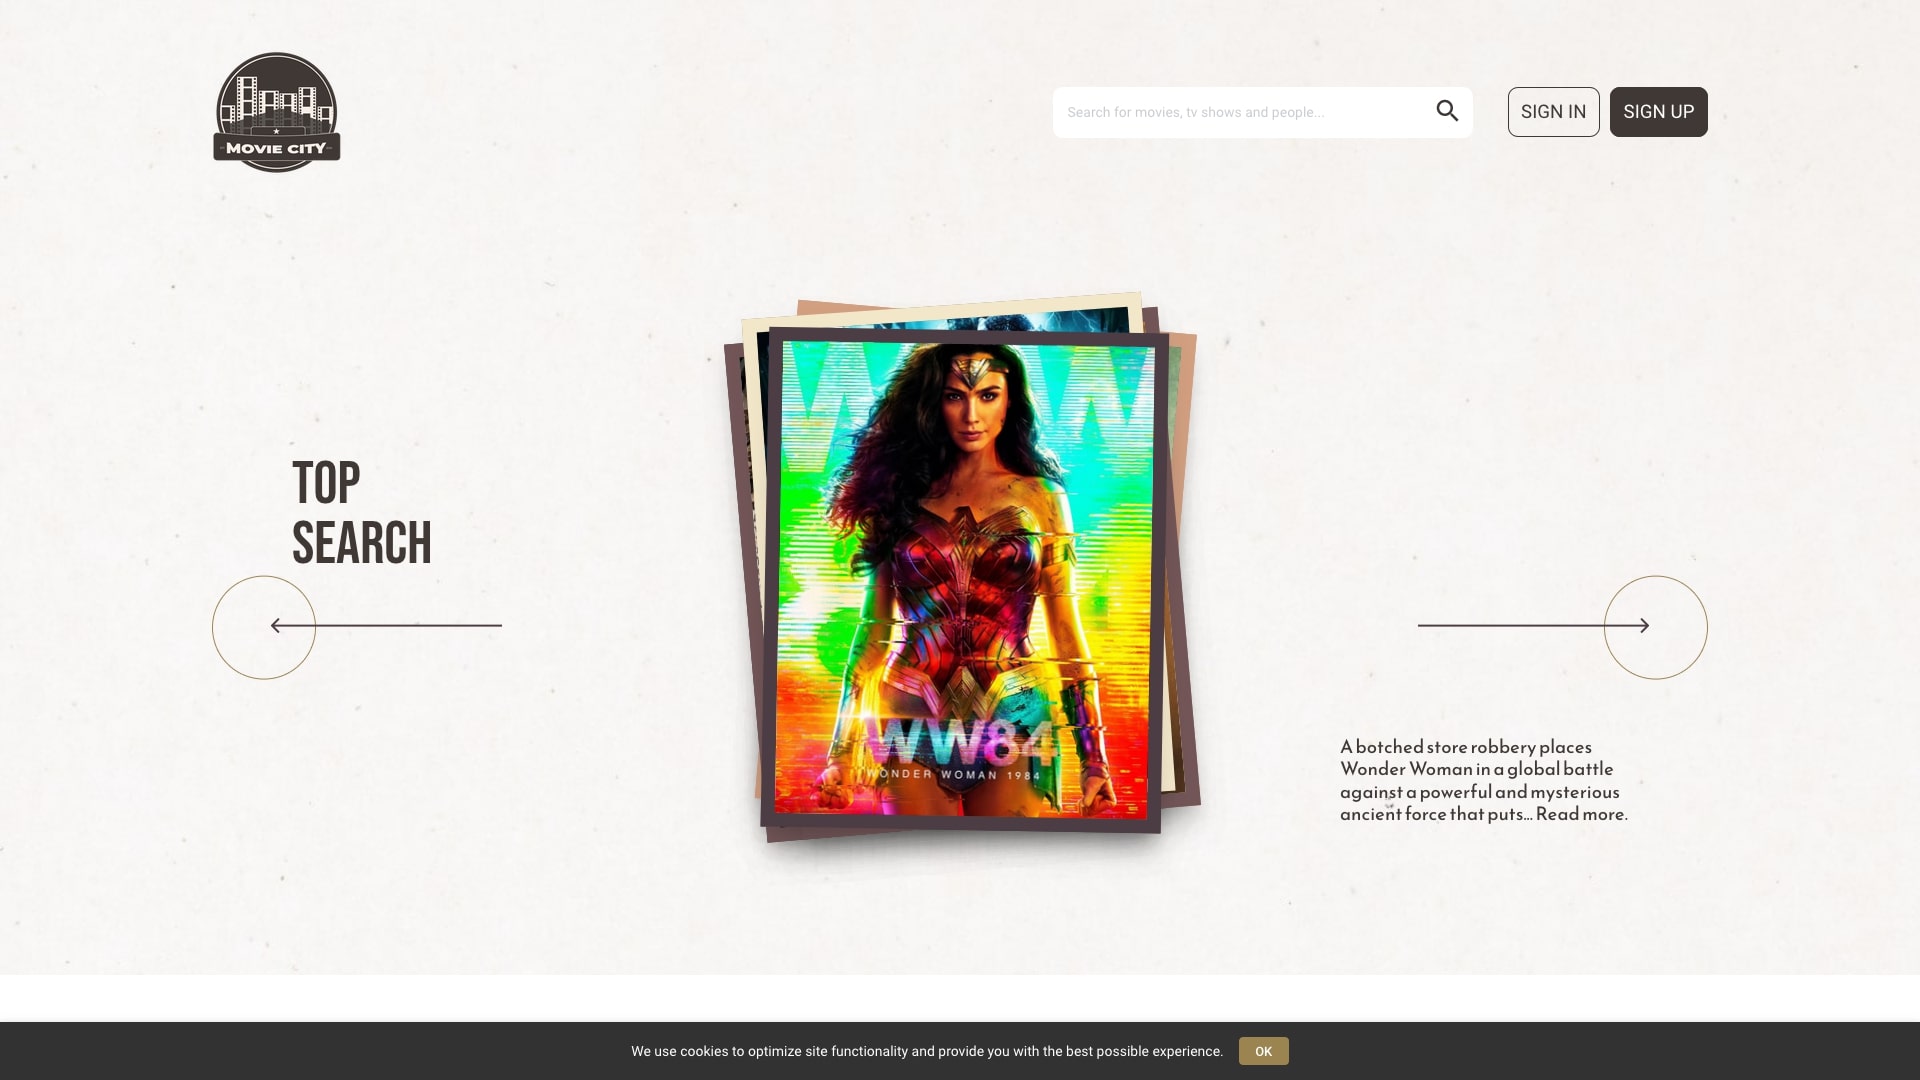 MOVIE CITY
Search for movies, tv shows and people...
SIGN IN
SIGN UP
TOP
SEARCH
WW84
WONDER WOMAN 1984
A botched store robbery places
Wonder Woman in a global battle
against a powerful and mysterious
ancient force that puts... Read more.
We use cookies to optimize site functionality and provide you with the best possible experience.
OK